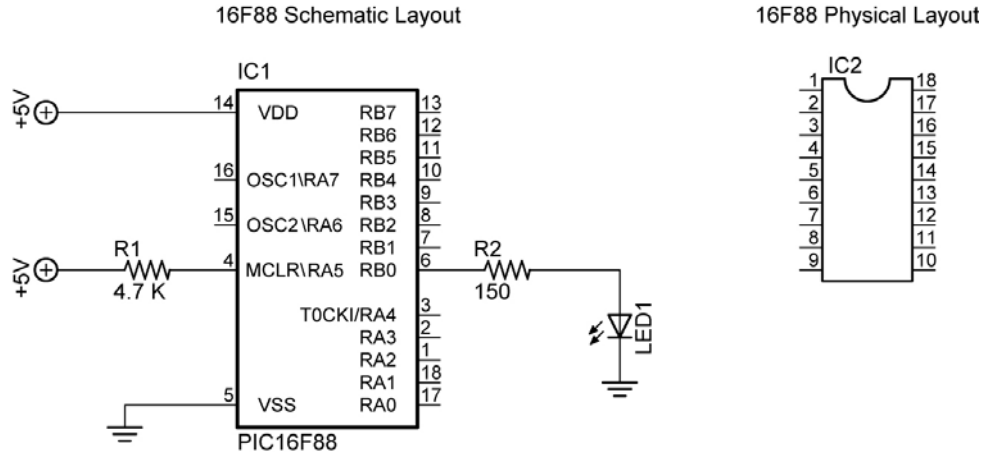 16F88 Schematic Layout
16F88 Physical Layout
IC1
+5V
14
VDD
RB7
13
RB6
12
RB5
11
16
OSC1\RA7
RB4
10
RB3
9
15
OSC2\RA6
RB2
8
RB1
7
+5V
R1
4.7 K
4
MCLR\RA5
RB0
6
R2
150
LED1
T0CKI/RA4
3
RA3
2
RA2
1
RA1
18
5
VSS
RA0
17
PIC16F88
IC2
1
18
2
17
3
16
4
15
5
14
6
13
7
12
8
11
9
10